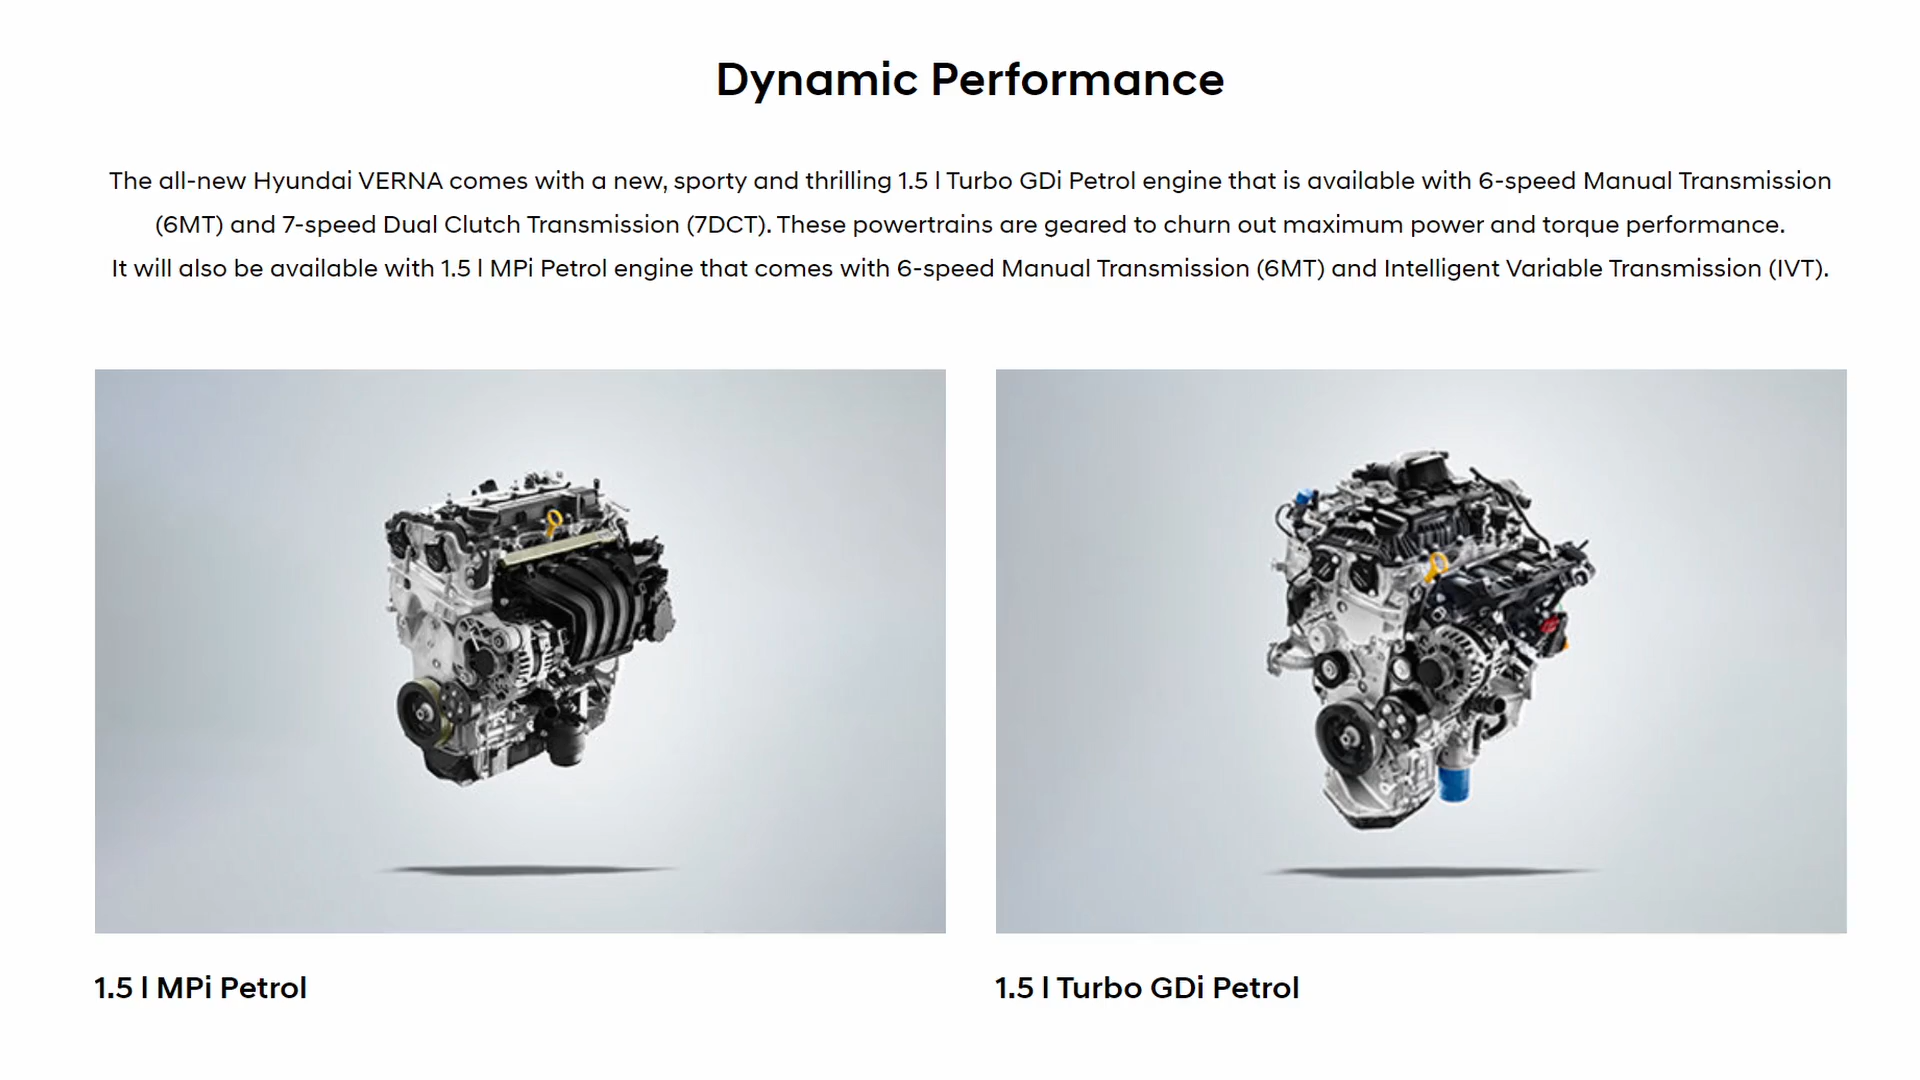 Dynamic Performance
The all-new Hyundai VERNA comes with a new, sporty and thrilling 1.5 l Turbo GDi Petrol engine that is available with 6-speed Manual Transmission
(6MT) and 7-speed Dual Clutch Transmission (7DCT). These powertrains are geared to churn out maximum power and torque performance.
It will also be available with 1.5 l MPi Petrol engine that comes with 6-speed Manual Transmission (6MT) and Intelligent Variable Transmission (IVT).
1.5 l MPi Petrol
1.5 l Turbo GDi Petrol